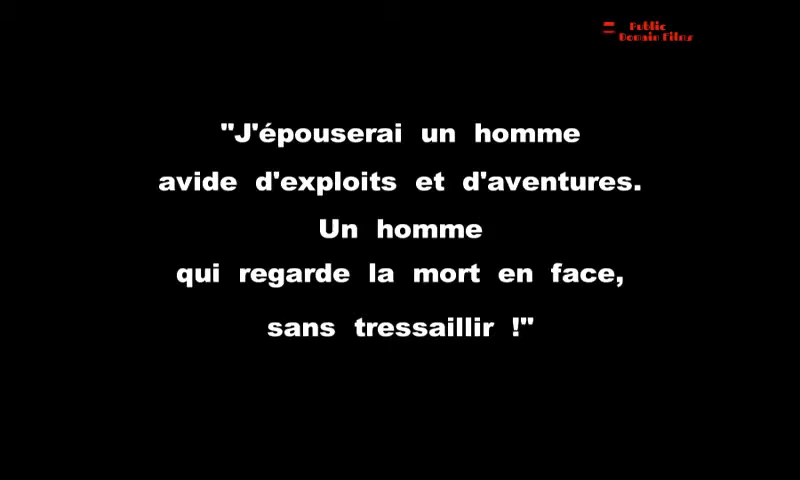 Public
Domain Films
"J'épouserai un homme
avide d'exploits et d'aventures.
Un homme
qui regarde la mort en face,
sans tressaillir !"